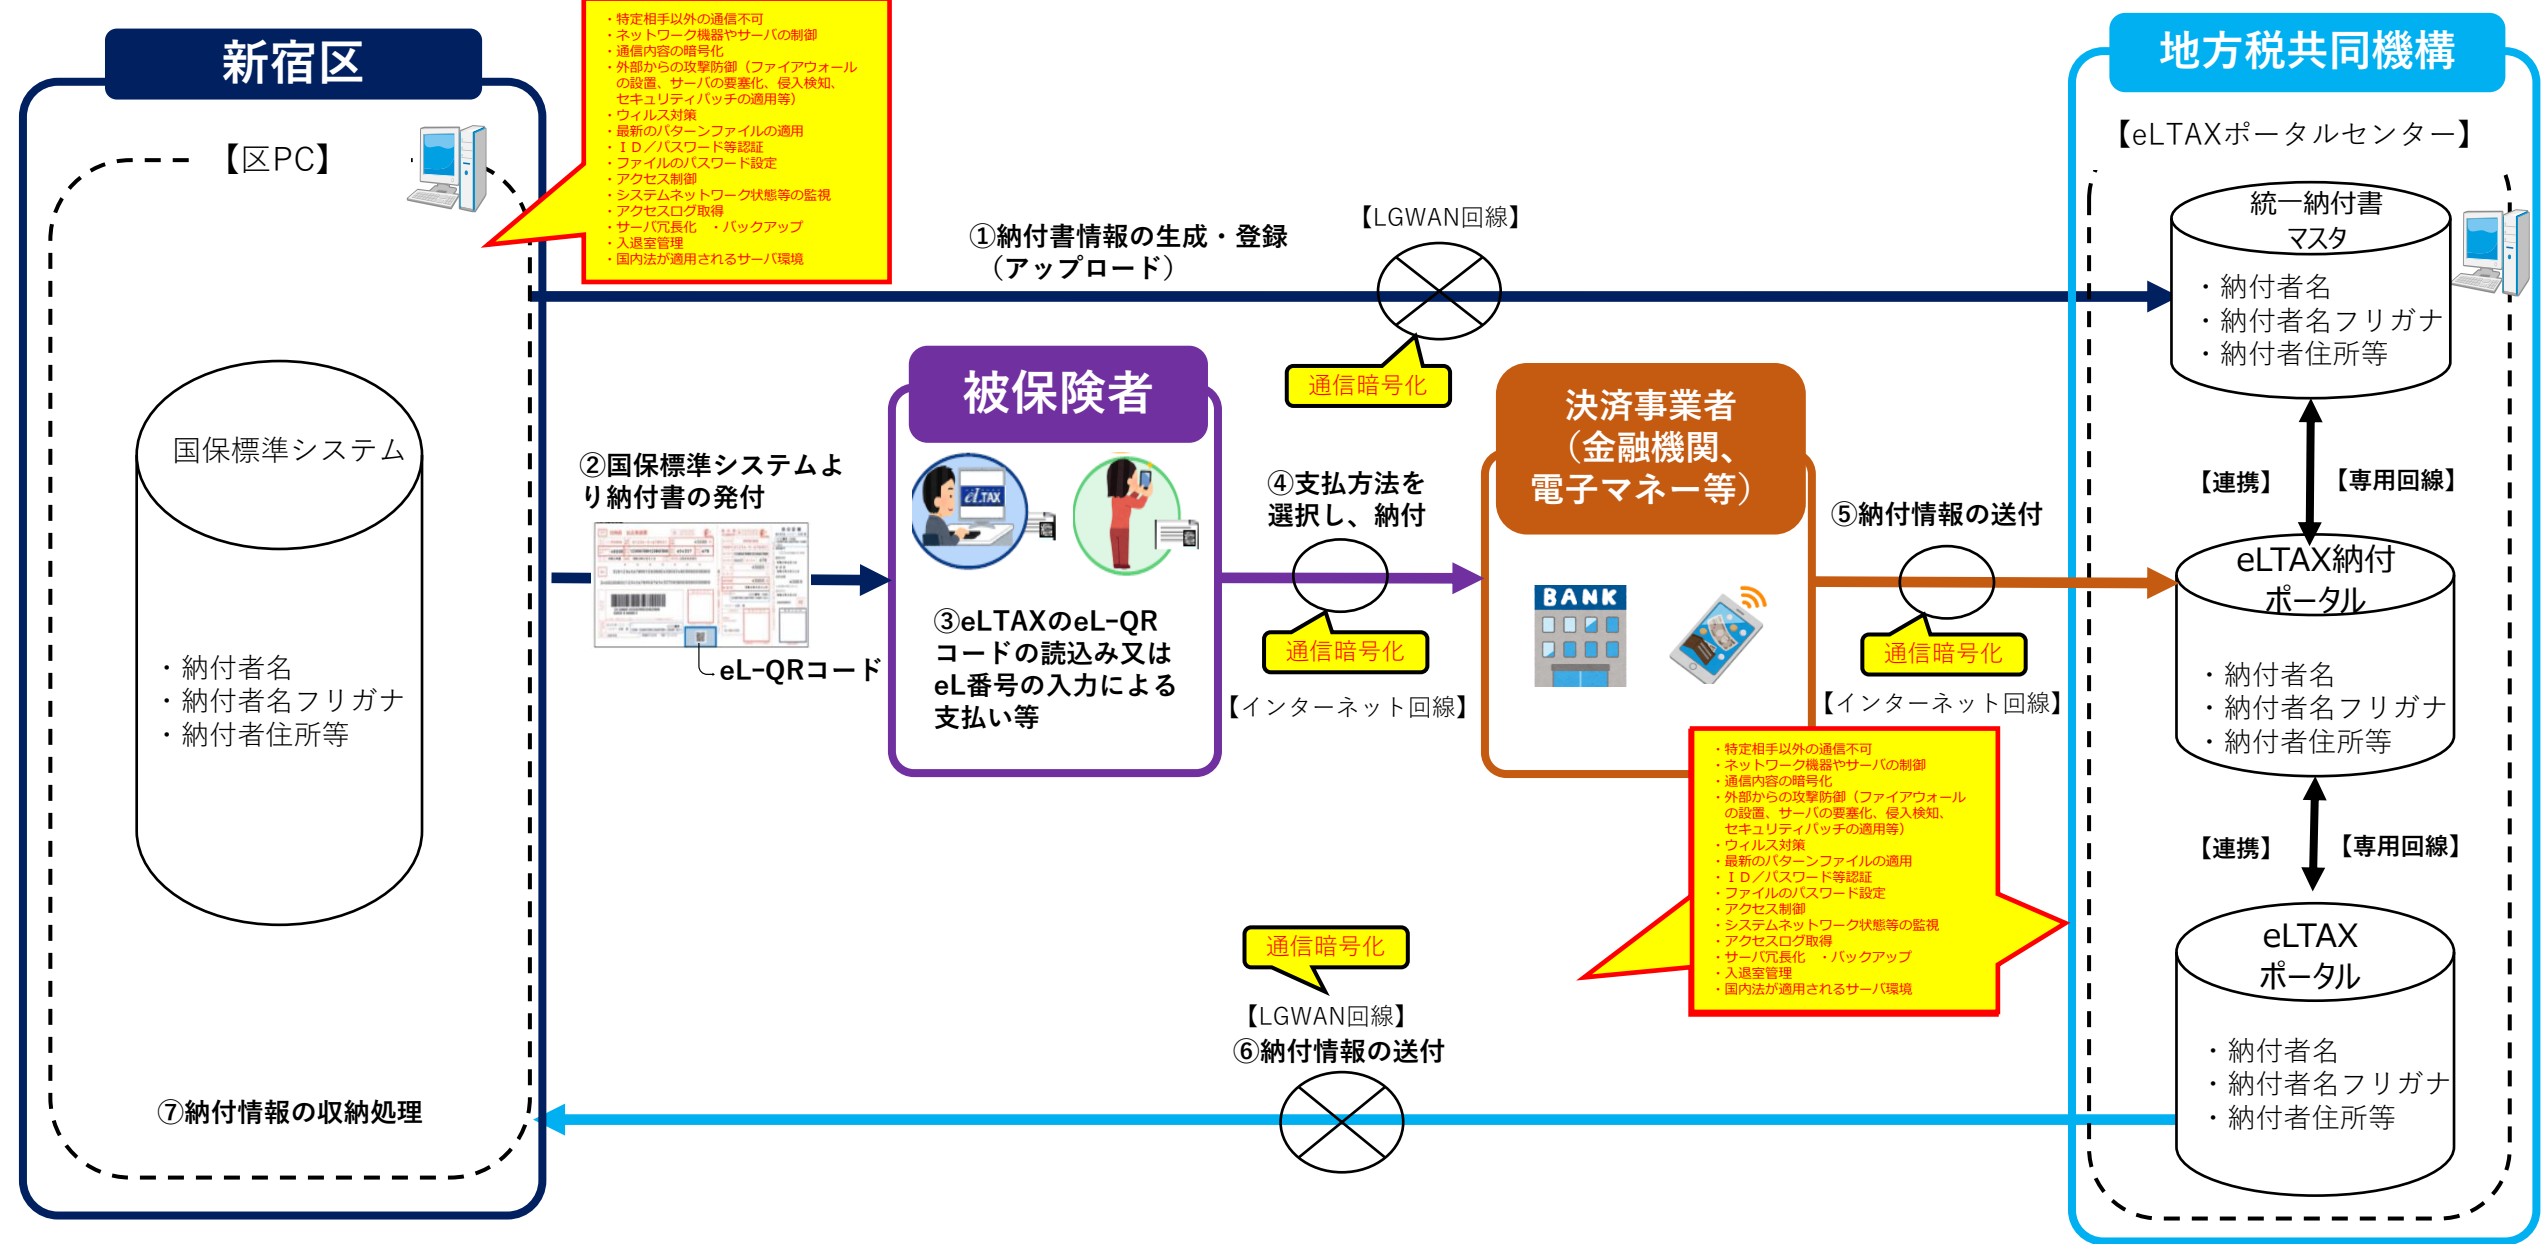 新宿区
【区PC】
国保標準システム
・納付者名
・納付者名フリガナ
・納付者住所等
⑦納付情報の収納処理
・特定相手以外の通信不可
・ネットワーク機器やサーバの制御
・通信内容の暗号化
・外部からの攻撃防御（ファイアウォール
の設置、サーバの要塞化、侵入検知、
セキュリティパッチの適用等）
・ウィルス対策
・最新のパターンファイルの適用
・ＩＤ／パスワード等認証
・ファイルのパスワード設定
・アクセス制御
・システムネットワーク状態等の監視
・アクセスログ取得
・サーバ冗長化　・バックアップ
・入退室管理
・国内法が適用されるサーバ環境
①納付書情報の生成・登録
（アップロード）
【LGWAN回線】
通信暗号化
②国保標準システムよ
り納付書の発付
eL-QRコード
被保険者
eLTAX
③eLTAXのeL-QR
コードの読込み又は
eL番号の入力による
支払い等
④支払方法を
選択し、納付
通信暗号化
【インターネット回線】
決済事業者
（金融機関、
電子マネー等）
BANK
⑤納付情報の送付
通信暗号化
【インターネット回線】
・特定相手以外の通信不可
・ネットワーク機器やサーバの制御
・通信内容の暗号化
・外部からの攻撃防御（ファイアウォール
の設置、サーバの要塞化、侵入検知、
セキュリティパッチの適用等）
・ウィルス対策
・最新のパターンファイルの適用
・ＩＤ／パスワード等認証
・ファイルのパスワード設定
・アクセス制御
・システムネットワーク状態等の監視
・アクセスログ取得
・サーバ冗長化　・バックアップ
・入退室管理
・国内法が適用されるサーバ環境
通信暗号化
【LGWAN回線】
⑥納付情報の送付
地方税共同機構
【eLTAXポータルセンター】
統一納付書
マスタ
・納付者名
・納付者名フリガナ
・納付者住所等
【連携】
【専用回線】
eLTAX納付
ポータル
・納付者名
・納付者名フリガナ
・納付者住所等
【連携】
【専用回線】
eLTAX
ポータル
・納付者名
・納付者名フリガナ
・納付者住所等